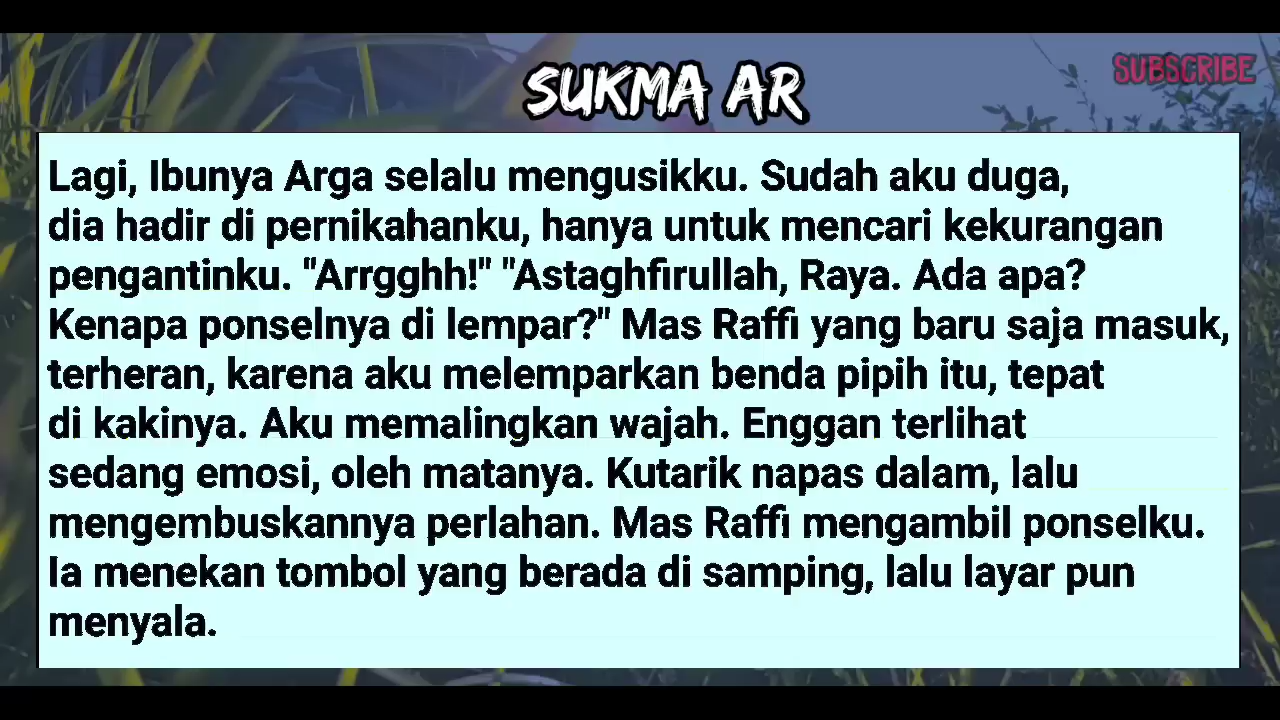 SUKMA AR
SUBSCRIBE
Lagi, Ibunya Arga selalu mengusikku. Sudah aku duga,
dia hadir di pernikahanku, hanya untuk mencari kekurangan
pengantinku. "Arrgghh!" "Astaghfirullah, Raya. Ada apa?
Kenapa ponselnya di lempar?" Mas Raffi yang baru saja masuk,
terheran, karena aku melemparkan benda pipih itu, tepat
di kakinya. Aku memalingkan wajah. Enggan terlihat
sedang emosi, oleh matanya. Kutarik napas dalam, lalu
mengembuskannya perlahan. Mas Raffi mengambil ponselku.
Ia menekan tombol yang berada di samping, lalu layar pun
menyala.